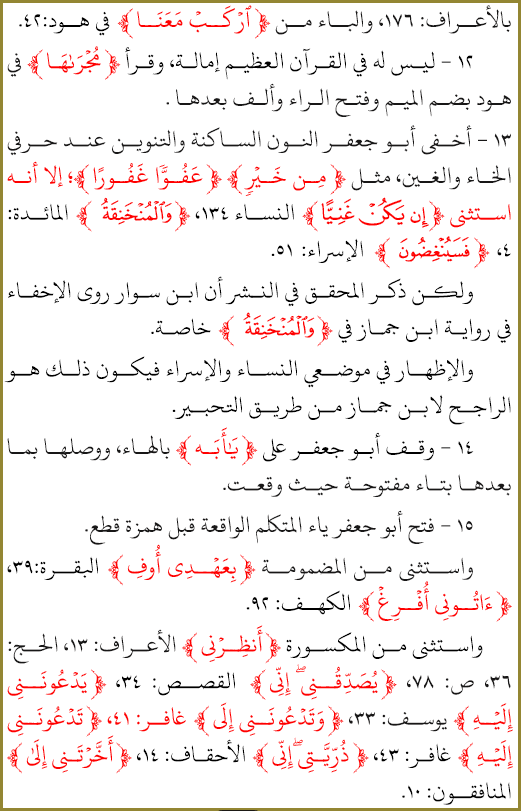 بالأعراف: ١٧٦، والباء من ﴿ ٱرْكَبْ مَعَنَا ﴾ في هود:٤٢.
١٢ - ليس له في القرآن العظيم إمالة، وقرأ ﴿ مُجْرَىٰهَا ﴾ في
هود بضم الميم وفتح الراء وألف بعدها .
١٣ - أخفى أبو جعفر النون الساكنة والتنوين عند حرفي
الخاء والغين، مثل ﴿ مِنْ خَيْرٍ ﴾ ﴿ عَفُوًّا غَفُورًا ﴾؛ إلا أنه
استثنى ﴿ إِن يَكُنْ غَنِيًّا ﴾ النساء ١٣٤، ﴿ وَٱلْمُنْخَنِقَةُ ﴾ المائدة:
٤، ﴿ فَسَيُنْغِضُونَ ﴾ الإسراء: ٥١.
ولكن ذكر المحقق في النشر أن ابن سوار روى الإخفاء
في رواية ابن جماز في ﴿ وَٱلْمُنْخَنِقَةُ ﴾ خاصة.
والإظهار في موضعي النساء والإسراء فيكون ذلك هو
الراجح لابن جماز من طريق التحبير.
١٤ - وقف أبو جعفر على ﴿ يَٰٓأَبَه ﴾ بالهاء، ووصلها بما
بعدها بتاء مفتوحة حيث وقعت.
١٥ - فتح أبو جعفر ياء المتكلم الواقعة قبل همزة قطع.
واستثنى من المضمومة ﴿ بِعَهْدِى أُوفِ ﴾ البقرة:٣٩،
﴿ ءَاتُونِى أُفْرِغْ ﴾ الكهف: ٩٢.
واستثنى من المكسورة ﴿ أَنظِرْنِى ﴾ الأعراف: ١٣، الحج:
٣٦، ص: ٧٨، ﴿ يُصَدِّقُنِىٓ إِنِّى ﴾ القصص: ٣٤، ﴿ يَدْعُونَنِى
إِلَيْهِ ﴾ يوسف: ٣٣، ﴿ وَتَدْعُونَنِى إِلَى ﴾ غافر: ٤١، ﴿ تَدْعُونَنِى
إِلَيْهِ ﴾ غافر: ٤٣، ﴿ ذُرِّيَّتِىٓ إِنِّى ﴾ الأحقاف: ١٤، ﴿ أَخَّرْتَنِى إِلَىٰ ﴾
المنافقون: ١٠.